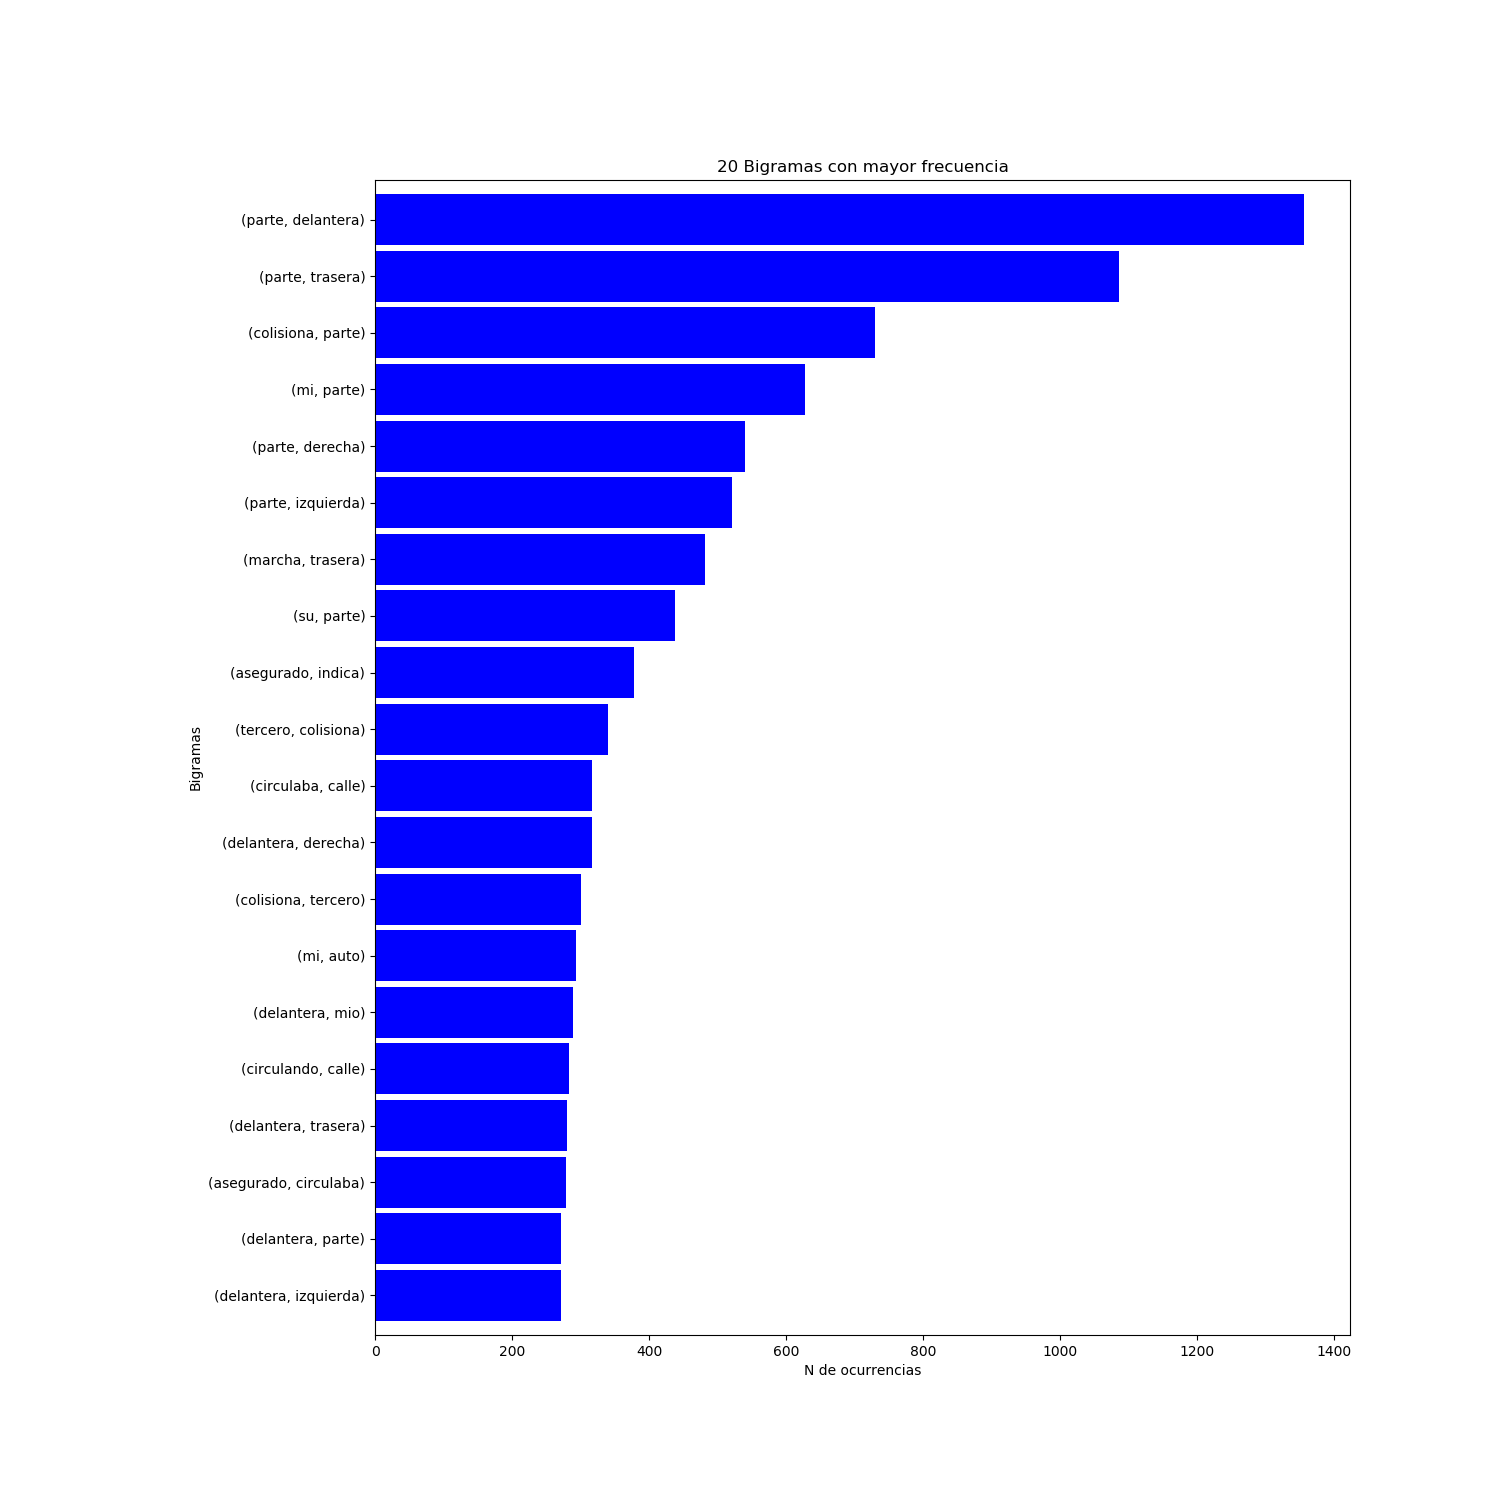 20 Bigramas con mayor frecuencia
(parte, delantera)
(parte, trasera)
(colisiona, parte)
(mi, parte)
(parte, derecha)
(parte, izquierda)
(marcha, trasera)
(su, parte)
(asegurado, indica)
(tercero, colisiona)
(circulaba, calle)
(delantera, derecha)
(colisiona, tercero)
(mi, auto)
(delantera, mio)
(circulando, calle)
(delantera, trasera)
(asegurado, circulaba)
(delantera, parte)
(delantera, izquierda)
Bigramas
0 200 400 600 800 1000 1200 1400
N de ocurrencias